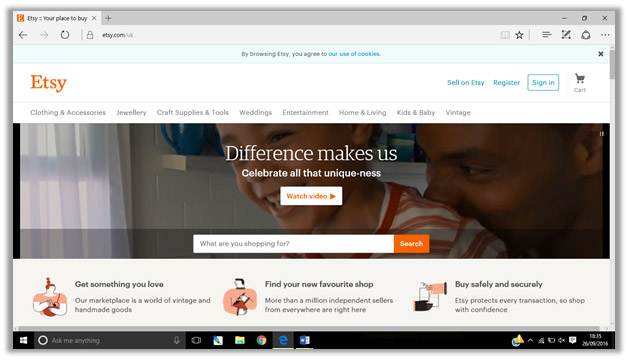 Etsy :: Your place to buy
etsy.com/uk
By browsing Etsy, you agree to our use of cookies.
Etsy
Sell on Etsy Register Sign in Cart
Clothing & Accessories Jewellery Craft Supplies & Tools Weddings Entertainment Home & Living Kids & Baby Vintage
Difference makes us
Celebrate all that unique-ness
Watch video
What are you shopping for? Search
Get something you love Find your new favourite shop Buy safely and securely
Our marketplace is a world of vintage and More than a million independent sellers Etsy protects every transaction, so shop
handmade goods from everywhere are right here with confidence
Ask me anything
18:35
26/09/2016